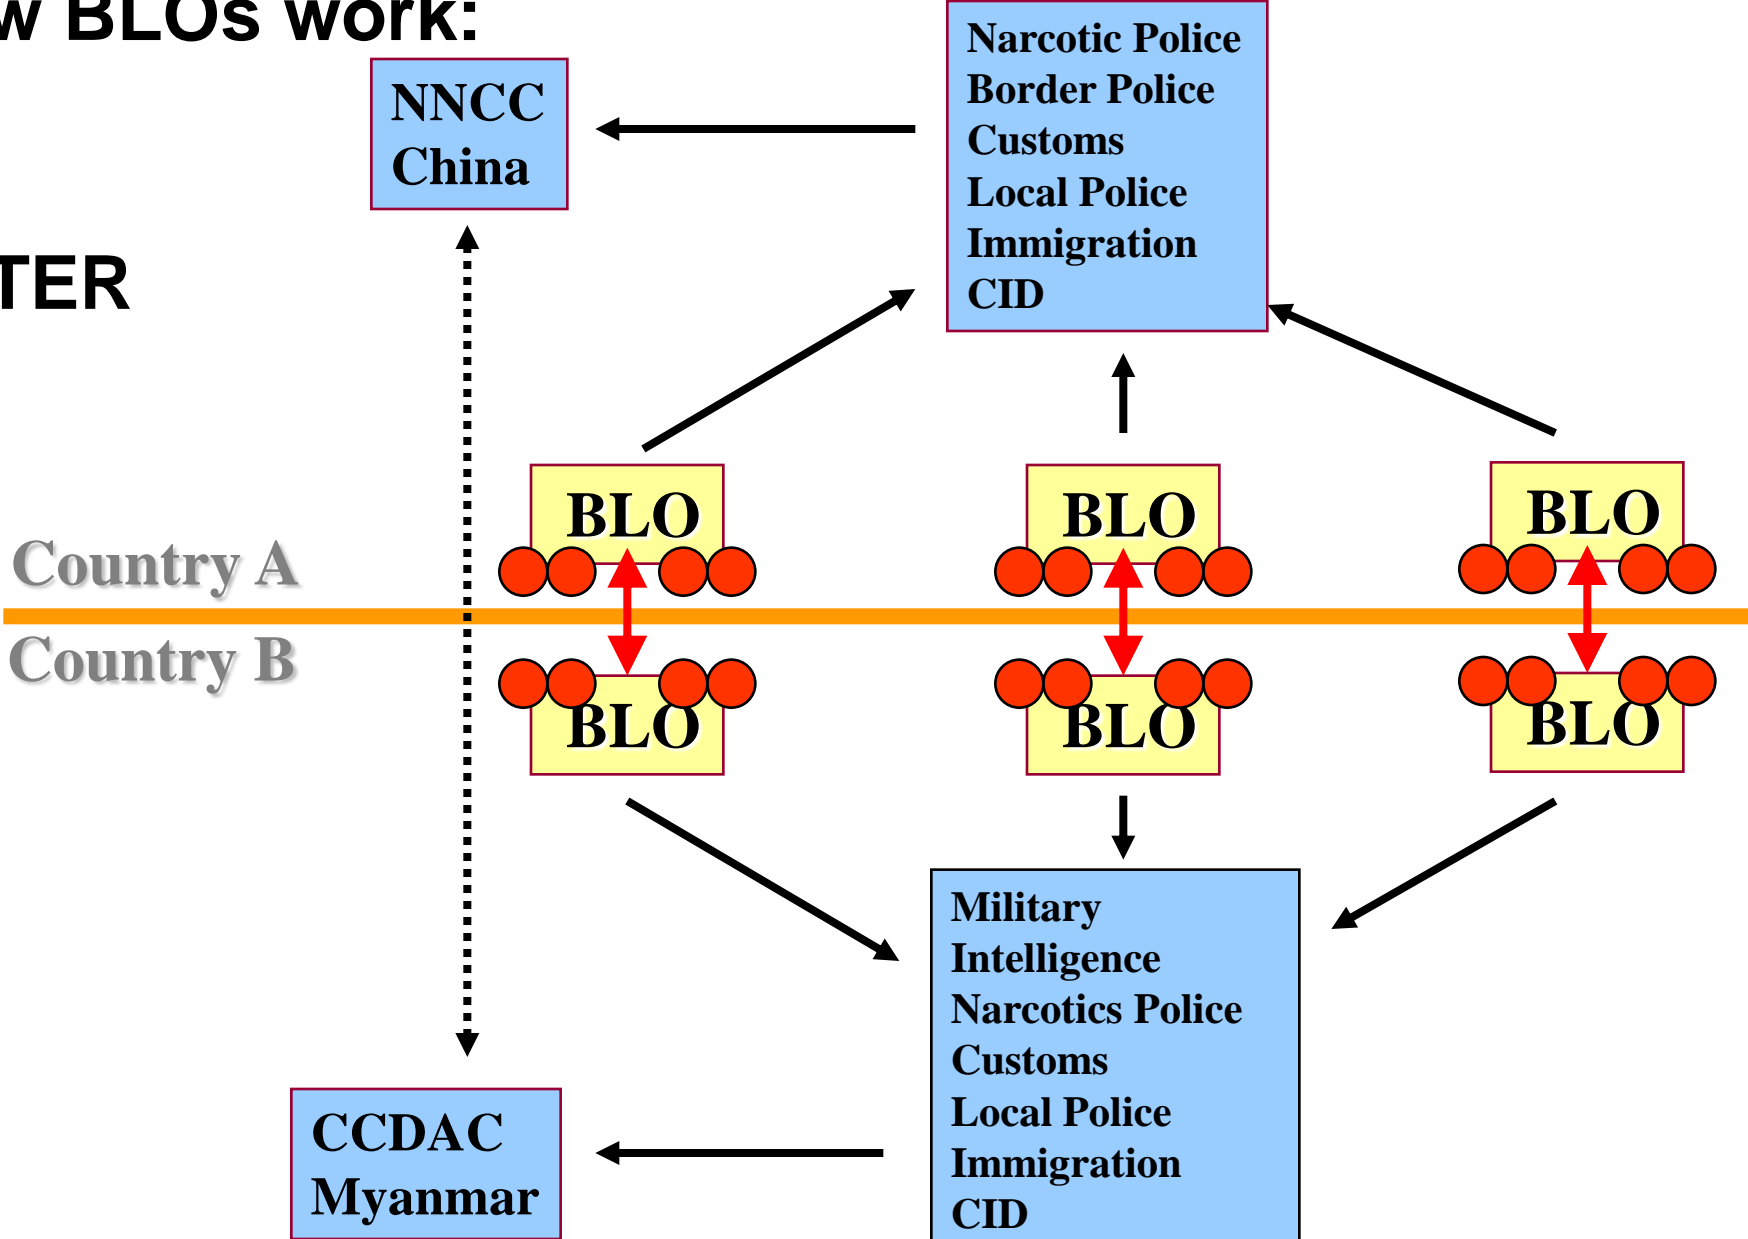 w BLOs work:
NNCC
China
Narcotic Police
Border Police
Customs
Local Police
Immigration
CID
TER
BLO
BLO
BLO
Country A
Country B
BLO
BLO
BLO
Military
Intelligence
Narcotics Police
Customs
Local Police
Immigration
CID
CCDAC
Myanmar